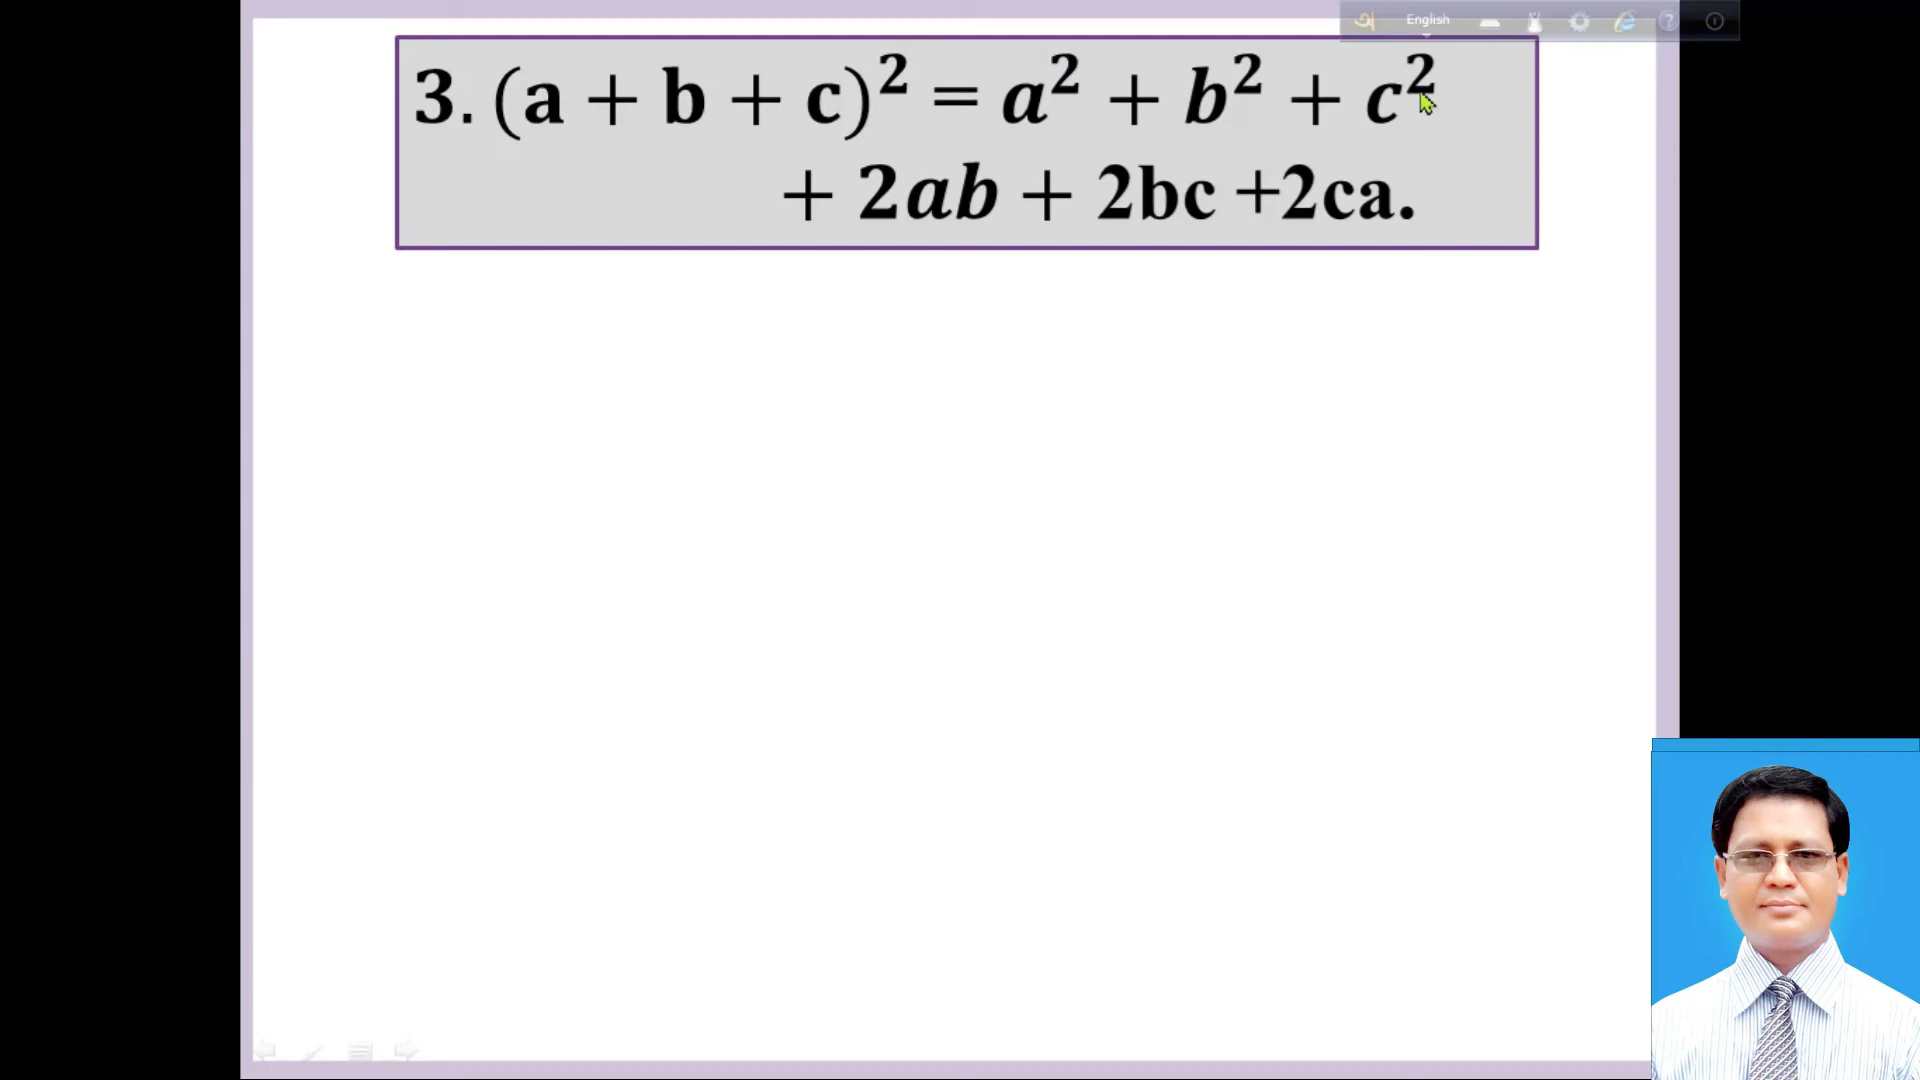 অ English ?
3. (a + b + c)² = a² + b² + c²
+ 2ab + 2bc +2ca.